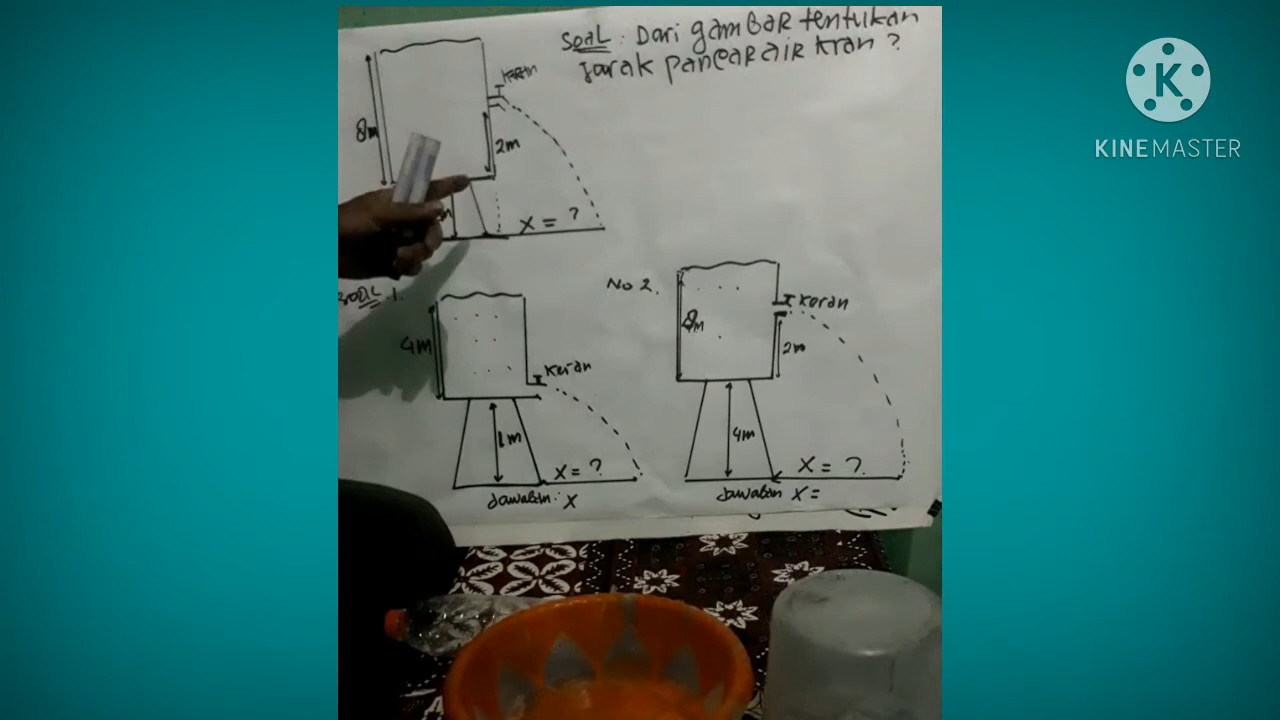 Soal : Dari gambar tentukan
Jarak pancar air kran ?
Karan
8m
2m
X = ?
Soal . 1.
No 2.
4m
Keran
1m
X = ?
Jawaban : X
8m
Keran
2m
4m
X = ?
Jawaban X =
K
KINEMASTER